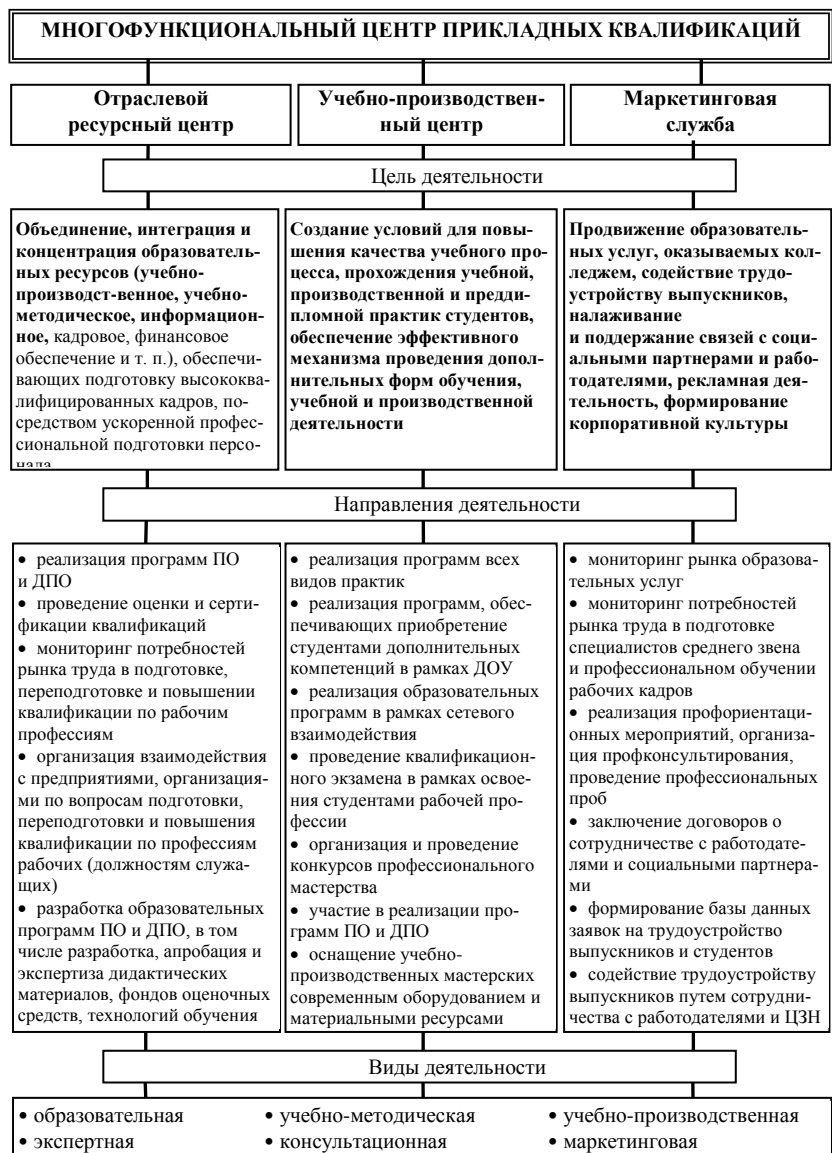 МНОГОФУНКЦИОНАЛЬНЫЙ ЦЕНТР ПРИКЛАДНЫХ КВАЛИФИКАЦИЙ
Отраслевой
ресурсный центр
Учебно-производствен-
ный центр
Маркетинговая
служба
Цель деятельности
Объединение, интеграция и
концентрация образователь-
ных ресурсов (учебно-
производст-венное, учебно-
методическое, информацион-
ное, кадровое, финансовое
обеспечение и т. п.), обеспечи-
вающих подготовку высококва-
лифицированных кадров, по-
средством ускоренной профес-
сиональной подготовки персо-
нала
Создание условий для повы-
шения качества учебного про-
цесса, прохождения учебной,
производственной и предди-
пломной практик студентов,
обеспечение эффективного
механизма проведения допол-
нительных форм обучения,
учебной и производственной
деятельности
Продвижение образователь-
ных услуг, оказываемых кол-
леджем, содействие трудо-
устройству выпускников,
налаживание
и поддержание связей с соци-
альными партнерами и рабо-
тодателями, рекламная дея-
тельность, формирование
корпоративной культуры
Направления деятельности
• реализация программ ПО
и ДПО
• проведение оценки и серти-
фикации квалификаций
• мониторинг потребностей
рынка труда в подготовке,
переподготовке и повышении
квалификации по рабочим
профессиям
• организация взаимодействия
с предприятиями, организация-
ми по вопросам подготовки,
переподготовки и повышения
квалификации по профессиям
рабочих (должностям служа-
щих)
• разработка образовательных
программ ПО и ДПО, в том
числе разработка, апробация и
экспертиза дидактических
материалов, фондов оценочных
средств, технологий обучения
• реализация программ всех
видов практик
• реализация программ, обес-
печивающих приобретение
студентами дополнительных
компетенций в рамках ДОУ
• реализация образовательных
программ в рамках сетевого
взаимодействия
• проведение квалификацион-
ного экзамена в рамках освое-
ния студентами рабочей про-
фессии
• организация и проведение
конкурсов профессионального
мастерства
• участие в реализации про-
грамм ПО и ДПО
• оснащение учебно-
производственных мастерских
современным оборудованием и
материальными ресурсами
• мониторинг рынка образова-
тельных услуг
• мониторинг потребностей
рынка труда в подготовке
специалистов среднего звена
и профессиональном обучении
рабочих кадров
• реализация профориентаци-
онных мероприятий, организа-
ция профконсультирования,
проведение профессиональных
проб
• заключение договоров о
сотрудничестве с работодате-
лями и социальными партнера-
ми
• формирование базы данных
заявок на трудоустройство
выпускников и студентов
• содействие трудоустройству
выпускников путем сотрудни-
чества с работодателями и ЦЗН
Виды деятельности
• образовательная • учебно-методическая • учебно-производственная
• экспертная • консультационная • маркетинговая